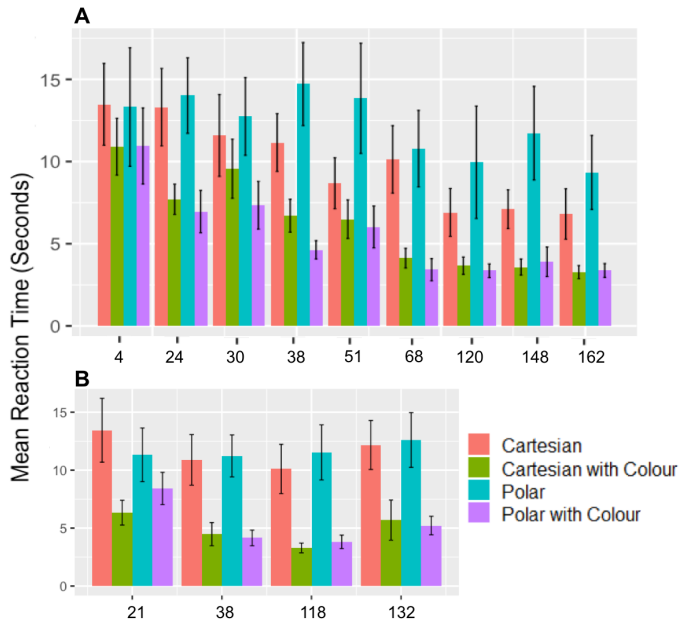 A
Mean Reaction Time (Seconds)
15
10
5
0
4 24 30 38 51 68 120 148 162
B
15
10
5
0
21 38 118 132
Cartesian
Cartesian with Colour
Polar
Polar with Colour